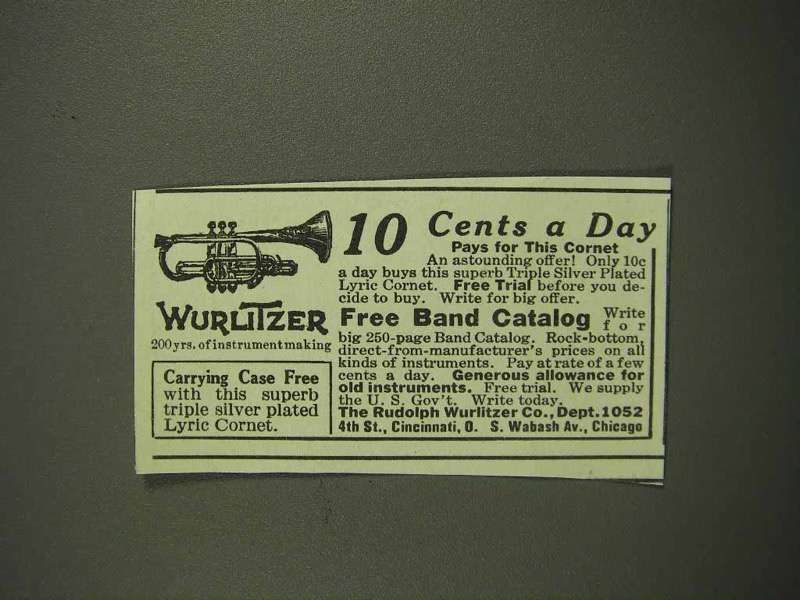 10 Cents a Day
Pays for This Cornet
An astounding offer! Only 10c
a day buys this superb Triple Silver Plated
Lyric Cornet. Free Trial before you de-
cide to buy. Write for big offer.
WURLITZER
200 yrs. of instrument making
Carrying Case Free
with this superb
triple silver plated
Lyric Cornet.
Free Band Catalog Write
for
big 250-page Band Catalog. Rock-bottom,
direct-from-manufacturer's prices on all
kinds of instruments. Pay at rate of a few
cents a day. Generous allowance for
old instruments. Free trial. We supply
the U. S. Gov't. Write today.
The Rudolph Wurlitzer Co., Dept. 1052
4th St., Cincinnati, O. S. Wabash Av., Chicago